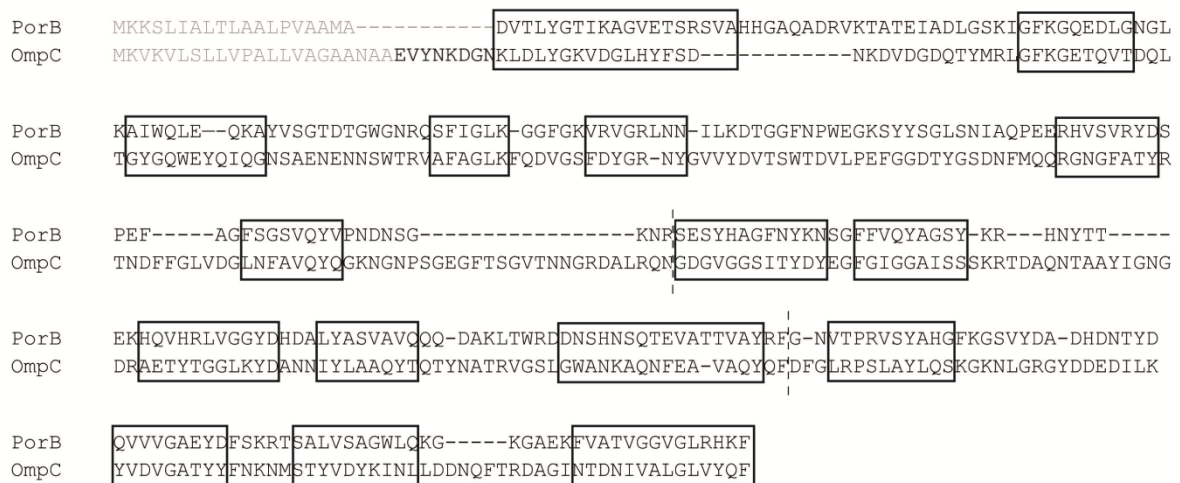 PorB MKKSLIALTLAALPVAAMA------------DVTLYGTIKAGVETSRSVAHHGAQADRVKTATEIADLGSKIGFKGQEDLGNGL
OmpC MKVKVLSLLVPALLVAGAANAAEVYNKDGNKLDLYGKVDGLHYFSD------------NKDVDGDQTYMRLGFKGETQVTDQL
PorB KAIWQLE--QKAYVSGTDTGWGNRQSFIGLK-GGFGKVRVGRLNN-ILKDTGGFNPWEGKSYYSGLSNIAQPEERHVSVRYDS
OmpC TGYGQWEYQIQGNSAENENNSWTRVAFAGLKFQDVGSFDYGR-NYGVVYDVTSWTDVLPEFGGDTYGSDNFMQQRGNGFATYR
PorB PEF-----AGFSGSVQYVPNDNSG-----------------KNRSESYHAGFNYKNSGFFVQYAGSY-KR---HNYTT-----
OmpC TNDFFGLVDGLNFAVQYQGKNGNPSGEGFTSGVTNNGRDALRQNGDGVGGSITYDYEGFGIGGAISSSKRTDAQNTAAYIGNG
PorB EKHQVHRLVGGYDHDALYASVAVQQQ-DAKLTWRDDNSHNSQTEVATTVAYRFG-NVTPRVSYAHGFKGSVYDA-DHDNTYD
OmpC DRAETYTGGLKYDANNIYLAAQYTQTYNATRVGSLGWANKAQNFEA-VAQYQFDFGLRPSLAYLQSKGKNLGRGYDDEDILK
PorB QVVVGAEYDFSKRTSALVSAGWLQKG-----KGAEKFVATVGGVGLRHKF
OmpC YVDVGATYYFNKNMSTYVDYKINLLDDNQFTRDAGINTDNIVALGLVYQF